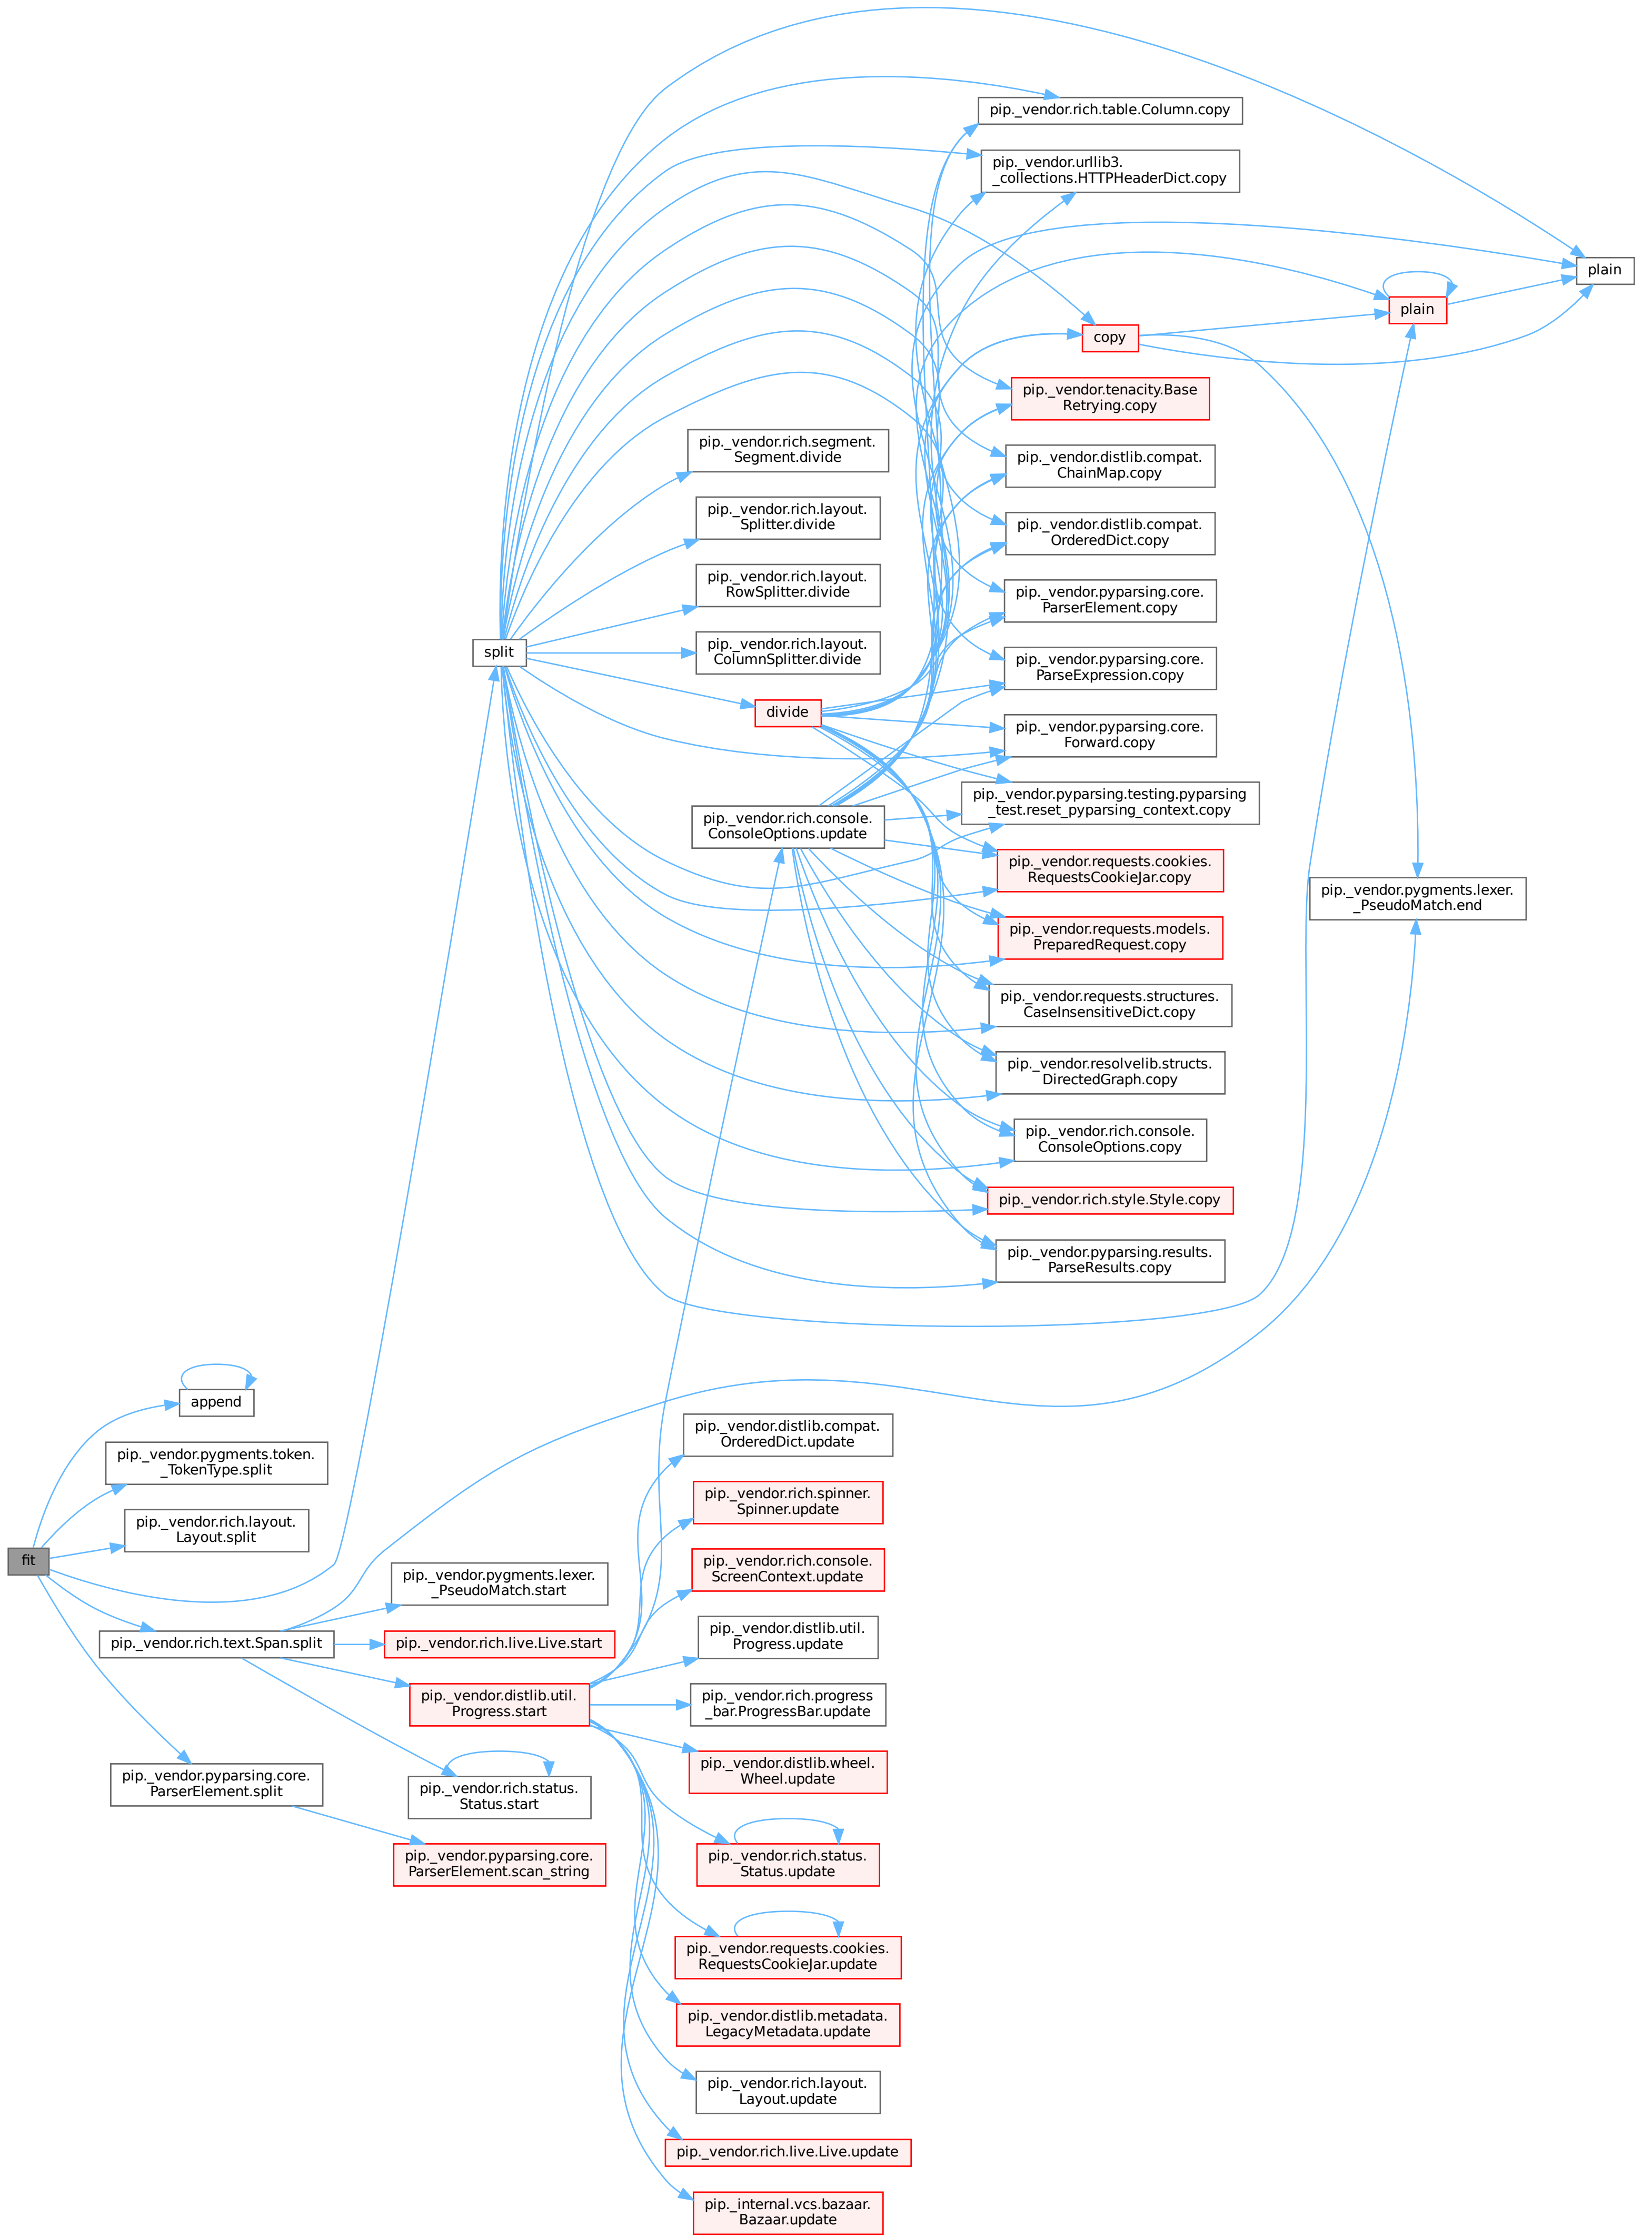 pip._vendor.rich.table.Column.copy
pip._vendor.urllib3.
_collections.HTTPHeaderDict.copy
plain
plain
copy
pip._vendor.tenacity.Base
Retrying.copy
pip._vendor.rich.segment.
Segment.divide
pip._vendor.distlib.compat.
ChainMap.copy
pip._vendor.rich.layout.
Splitter.divide
pip._vendor.distlib.compat.
OrderedDict.copy
pip._vendor.rich.layout.
RowSplitter.divide
pip._vendor.pyparsing.core.
ParserElement.copy
split
pip._vendor.rich.layout.
ColumnSplitter.divide
pip._vendor.pyparsing.core.
ParseExpression.copy
divide
pip._vendor.pyparsing.core.
Forward.copy
pip._vendor.rich.console.
ConsoleOptions.update
pip._vendor.pyparsing.testing.pyparsing
_test.reset_pyparsing_context.copy
pip._vendor.requests.cookies.
RequestsCookieJar.copy
pip._vendor.pygments.lexer.
_PseudoMatch.end
pip._vendor.requests.models.
PreparedRequest.copy
pip._vendor.requests.structures.
CaseInsensitiveDict.copy
pip._vendor.resolvelib.structs.
DirectedGraph.copy
pip._vendor.rich.console.
ConsoleOptions.copy
pip._vendor.rich.style.Style.copy
pip._vendor.pyparsing.results.
ParseResults.copy
append
pip._vendor.distlib.compat.
OrderedDict.update
pip._vendor.pygments.token.
_TokenType.split
pip._vendor.rich.spinner.
Spinner.update
pip._vendor.rich.layout.
Layout.split
fit
pip._vendor.rich.console.
ScreenContext.update
pip._vendor.pygments.lexer.
_PseudoMatch.start
pip._vendor.distlib.util.
Progress.update
pip._vendor.rich.text.Span.split
pip._vendor.rich.live.Live.start
pip._vendor.distlib.util.
Progress.start
pip._vendor.rich.progress
_bar.ProgressBar.update
pip._vendor.distlib.wheel.
Wheel.update
pip._vendor.pyparsing.core.
ParserElement.split
pip._vendor.rich.status.
Status.start
pip._vendor.pyparsing.core.
ParserElement.scan_string
pip._vendor.rich.status.
Status.update
pip._vendor.requests.cookies.
RequestsCookieJar.update
pip._vendor.distlib.metadata.
LegacyMetadata.update
pip._vendor.rich.layout.
Layout.update
pip._vendor.rich.live.Live.update
pip._internal.vcs.bazaar.
Bazaar.update